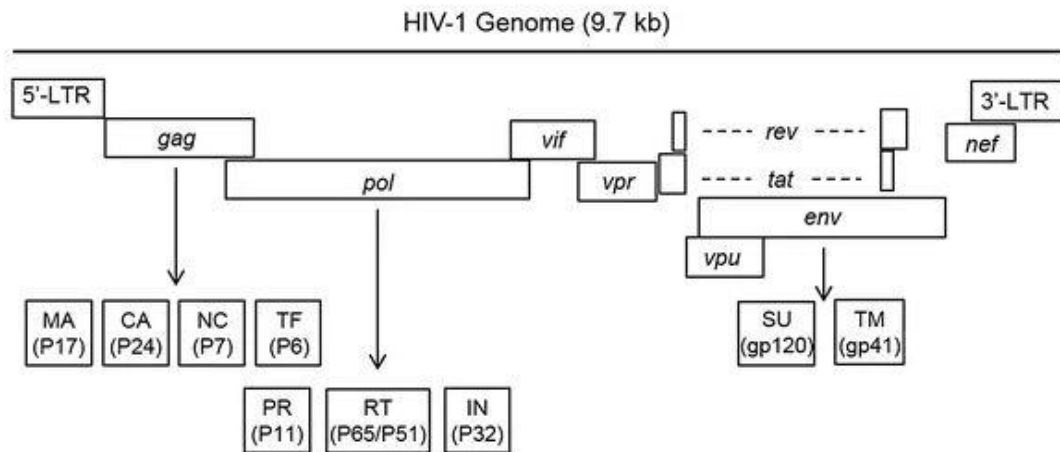 HIV-1 Genome (9.7 kb)
5'-LTR
3'-LTR
gag
vif
rev
nef
pol
vpr
tat
env
vpu
MA
(P17)
CA
(P24)
NC
(P7)
TF
(P6)
SU
(gp120)
TM
(gp41)
PR
(P11)
RT
(P65/P51)
IN
(P32)